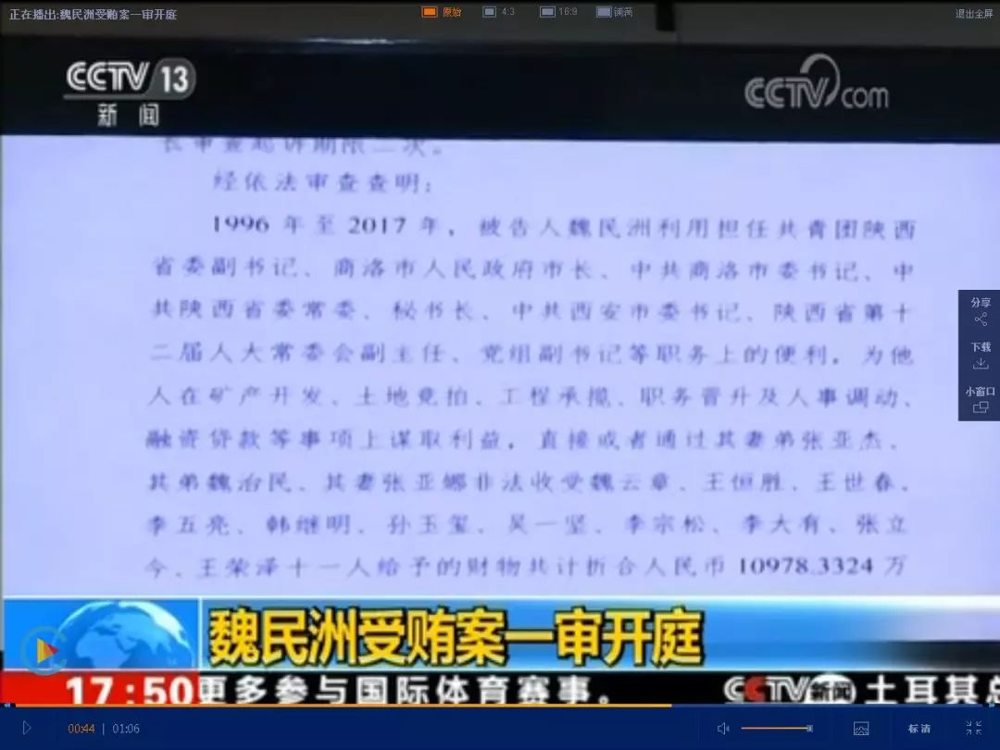 正在播出:魏民洲受贿案一审开庭
原始 4:3 16:9 铺满
退出全屏
CCTV 13
新闻
CCTV.com
长审查起诉期限二次。
经依法审查查明：
1996 年至 2017 年，被告人魏民洲利用担任共青团陕西
省委副书记、商洛市人民政府市长、中共商洛市委书记、中
共陕西省委常委、秘书长、中共西安市委书记、陕西省第十
二届人大常委会副主任、党组副书记等职务上的便利，为他
人在矿产开发、土地竞拍、工程承揽、职务晋升及人事调动、
融资贷款等事项上谋取利益，直接或者通过其妻弟张亚杰、
其弟魏治民、其妻张亚娜非法收受魏云章、王恒胜、王世春、
李五亮、韩继明、孙玉玺、吴一坚、李宗松、李大有、张立
今、王荣泽十一人给予的财物共计折合人民币 10978.3324 万
分享
下载
小窗口
魏民洲受贿案一审开庭
17:50 更多参与国际体育赛事。 CCTV新闻 土耳其总
00:44 | 01:06 标清